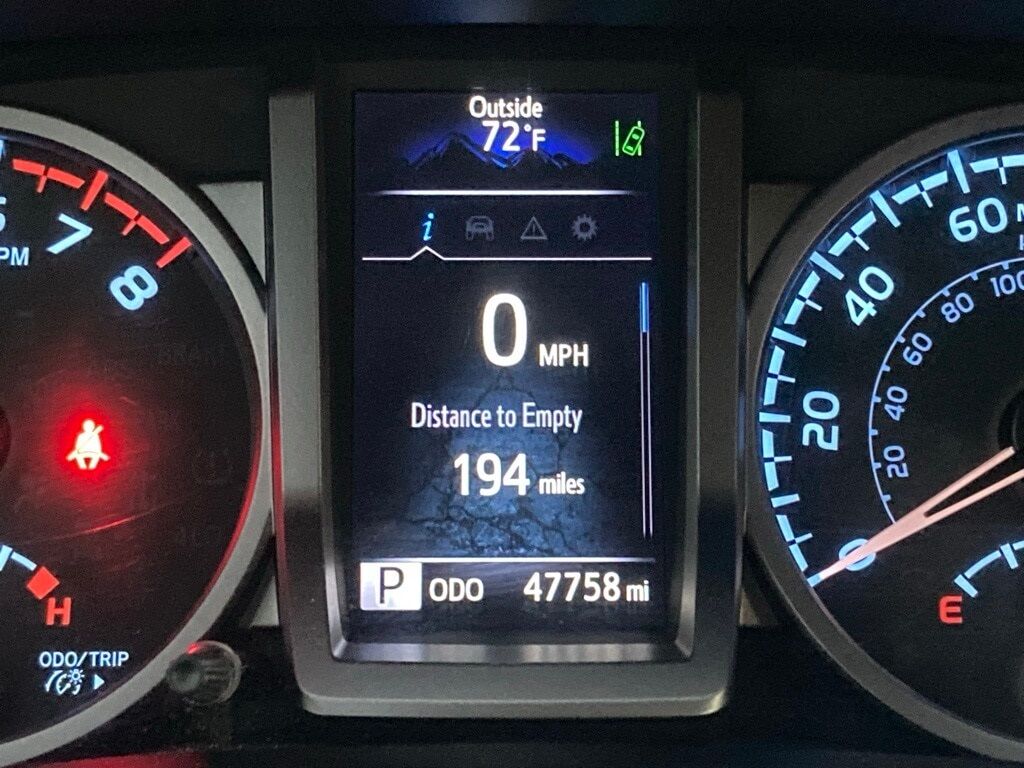 Outside
72°F
i
0 MPH
Distance to Empty
194 miles
P ODO 47758 mi
7
8
PM
H
ODO/TRIP
60
40
20
0
100
80
60
40
20
E